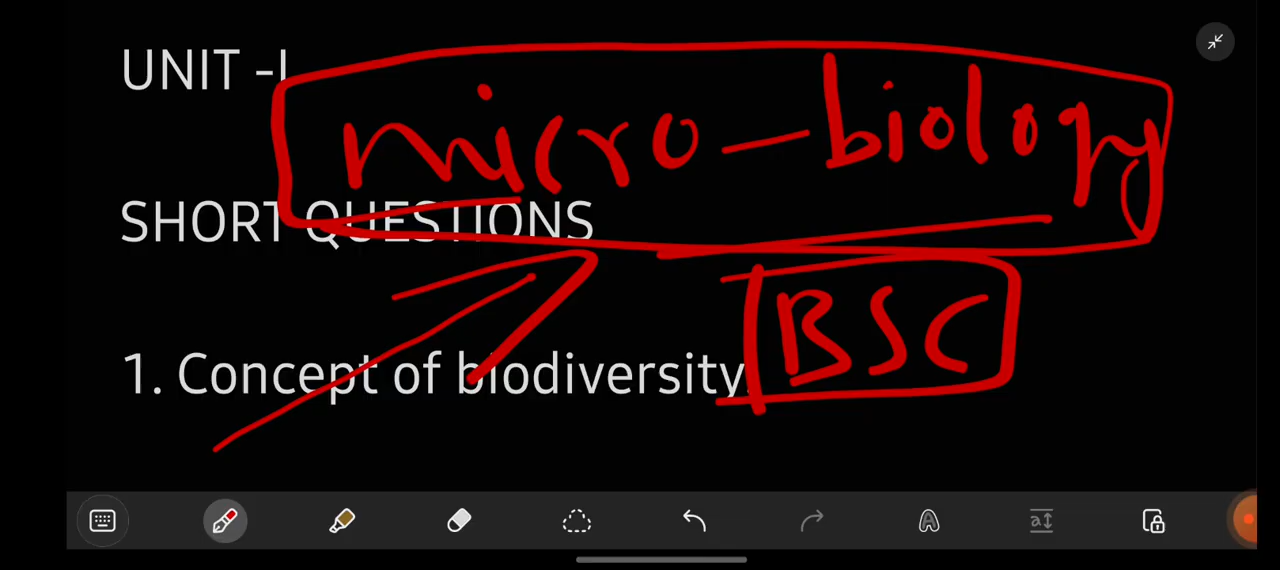 UNIT -I
micro-biology
SHORT QUESTIONS
BSC
1. Concept of biodiversity.